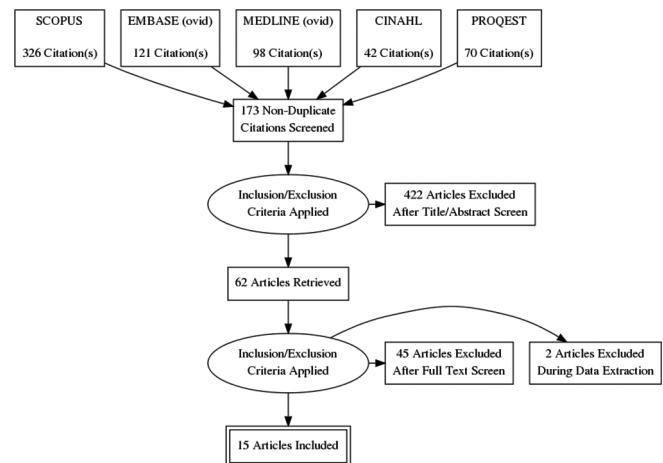 SCOPUS
326 Citation(s)
EMBASE (ovid)
121 Citation(s)
MEDLINE (ovid)
98 Citation(s)
CINAHL
42 Citation(s)
PROQEST
70 Citation(s)
173 Non-Duplicate
Citations Screened
Inclusion/Exclusion
Criteria Applied
422 Articles Excluded
After Title/Abstract Screen
62 Articles Retrieved
Inclusion/Exclusion
Criteria Applied
45 Articles Excluded
After Full Text Screen
2 Articles Excluded
During Data Extraction
15 Articles Included